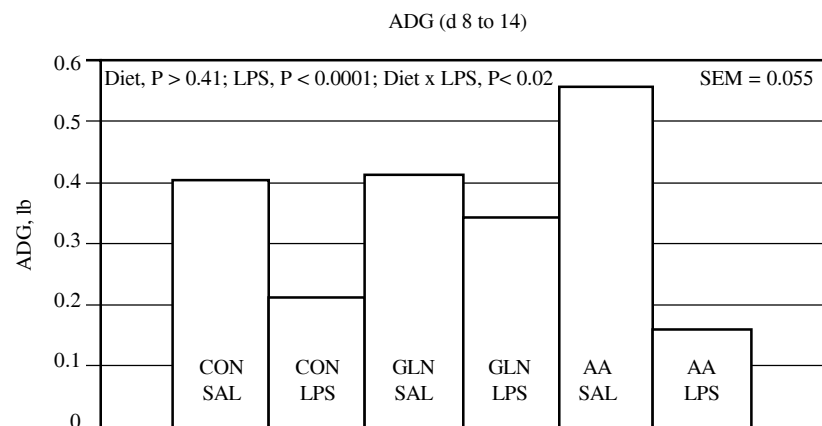 ADG (d 8 to 14)
0.6
Diet, P > 0.41; LPS, P < 0.0001; Diet x LPS, P< 0.02
SEM = 0.055
0.5
0.4
0.3
0.2
0.1
0
ADG, lb
CON
SAL
CON
LPS
GLN
SAL
GLN
LPS
AA
SAL
AA
LPS